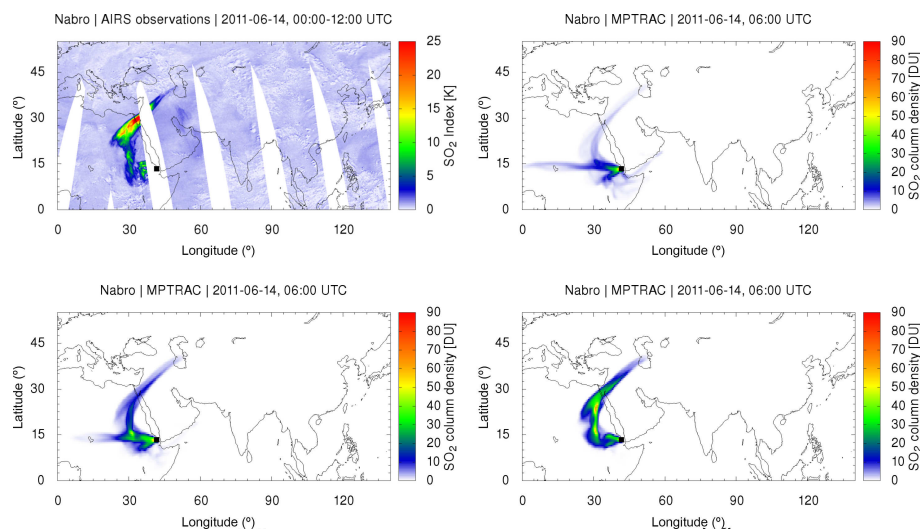 Nabro | AIRS observations | 2011-06-14, 00:00-12:00 UTC
45
30
15
0
Latitude (º)
0 30 60 90 120
Longitude (º)
25
20
15
10
5
0
SO2 Index [K]
Nabro | MPTRAC | 2011-06-14, 06:00 UTC
45
30
15
0
Latitude (º)
0 30 60 90 120
Longitude (º)
90
80
70
60
50
40
30
20
10
0
SO2 column density [DU]
Nabro | MPTRAC | 2011-06-14, 06:00 UTC
45
30
15
0
Latitude (º)
0 30 60 90 120
Longitude (º)
90
80
70
60
50
40
30
20
10
0
SO2 column density [DU]
Nabro | MPTRAC | 2011-06-14, 06:00 UTC
45
30
15
0
Latitude (º)
0 30 60 90 120
Longitude (º)
90
80
70
60
50
40
30
20
10
0
SO2 column density [DU]